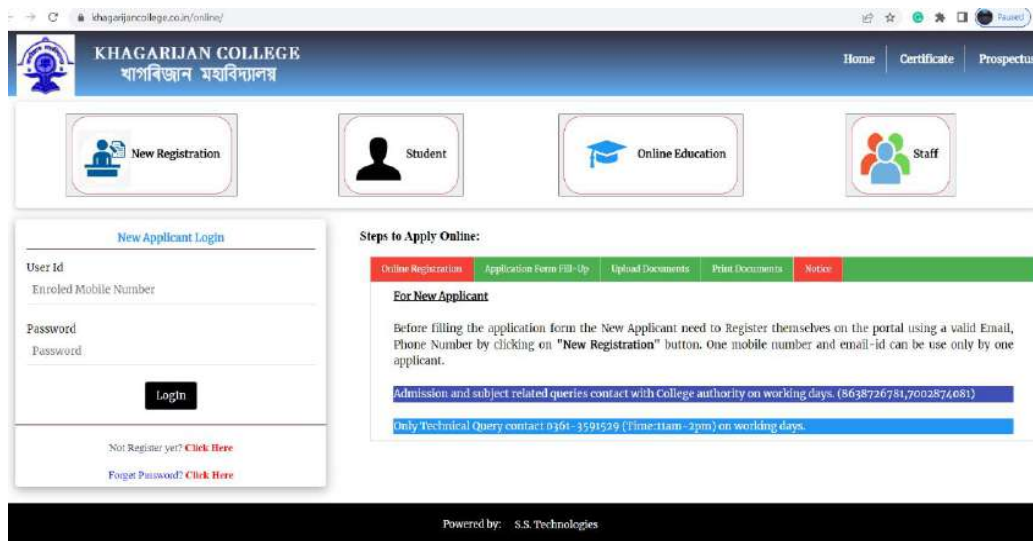 khagarijancollege.co.in/online/
Paused
KHAGARIJAN COLLEGE
খাগৰিজান মহাবিদ্যালয়
Home Certificate Prospectus
New Registration
Student
Online Education
Staff
New Applicant Login
User Id
Enroled Mobile Number
Password
Password
Login
Not Register yet? Click Here
Forget Password? Click Here
Steps to Apply Online:
Online Registration Application Form Fill-Up Upload Documents Print Documents Notice
For New Applicant
Before filling the application form the New Applicant need to Register themselves on the portal using a valid Email,
Phone Number by clicking on "New Registration" button. One mobile number and email-id can be use only by one
applicant.
Admission and subject related queries contact with College authority on working days. (8638726781,7002874081)
Only Technical Query contact 0361-3591529 (Time:11am-2pm) on working days.
Powered by: S.S. Technologies